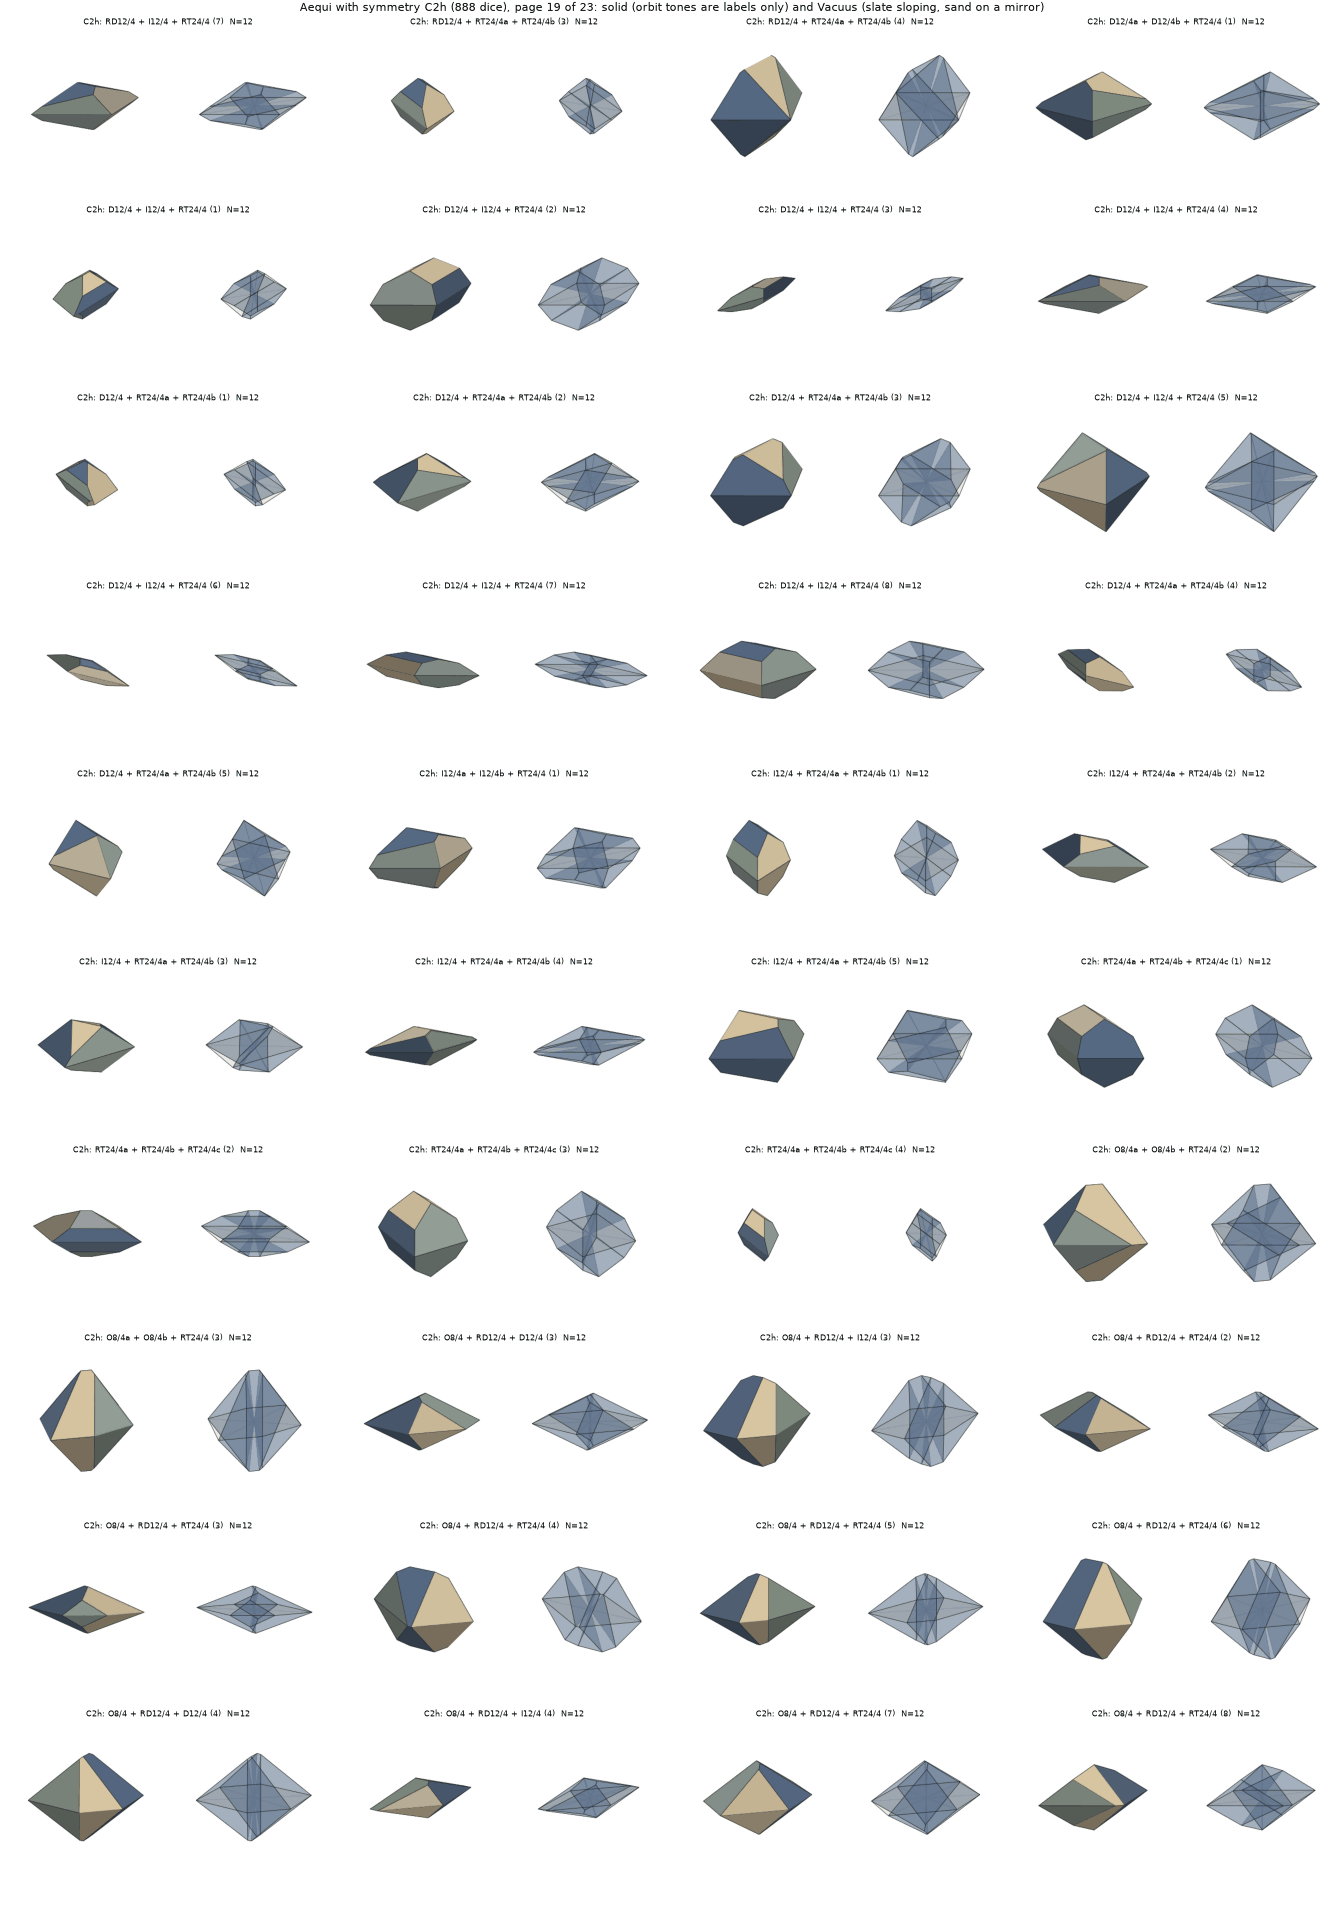 Aequi with symmetry C2h (888 dice), page 19 of 23: solid (orbit tones are labels only) and Vacuus (slate sloping, sand on a mirror)
C2h: RD12/4 + I12/4 + RT24/4 (7) N=12
C2h: RD12/4 + RT24/4a + RT24/4b (3) N=12
C2h: RD12/4 + RT24/4a + RT24/4b (4) N=12
C2h: D12/4a + D12/4b + RT24/4 (1) N=12
C2h: D12/4 + I12/4 + RT24/4 (1) N=12
C2h: D12/4 + I12/4 + RT24/4 (2) N=12
C2h: D12/4 + I12/4 + RT24/4 (3) N=12
C2h: D12/4 + I12/4 + RT24/4 (4) N=12
C2h: D12/4 + RT24/4a + RT24/4b (1) N=12
C2h: D12/4 + RT24/4a + RT24/4b (2) N=12
C2h: D12/4 + RT24/4a + RT24/4b (3) N=12
C2h: D12/4 + I12/4 + RT24/4 (5) N=12
C2h: D12/4 + I12/4 + RT24/4 (6) N=12
C2h: D12/4 + I12/4 + RT24/4 (7) N=12
C2h: D12/4 + I12/4 + RT24/4 (8) N=12
C2h: D12/4 + RT24/4a + RT24/4b (4) N=12
C2h: D12/4 + RT24/4a + RT24/4b (5) N=12
C2h: I12/4a + I12/4b + RT24/4 (1) N=12
C2h: I12/4 + RT24/4a + RT24/4b (1) N=12
C2h: I12/4 + RT24/4a + RT24/4b (2) N=12
C2h: I12/4 + RT24/4a + RT24/4b (3) N=12
C2h: I12/4 + RT24/4a + RT24/4b (4) N=12
C2h: I12/4 + RT24/4a + RT24/4b (5) N=12
C2h: RT24/4a + RT24/4b + RT24/4c (1) N=12
C2h: RT24/4a + RT24/4b + RT24/4c (2) N=12
C2h: RT24/4a + RT24/4b + RT24/4c (3) N=12
C2h: RT24/4a + RT24/4b + RT24/4c (4) N=12
C2h: O8/4a + O8/4b + RT24/4 (2) N=12
C2h: O8/4a + O8/4b + RT24/4 (3) N=12
C2h: O8/4 + RD12/4 + D12/4 (3) N=12
C2h: O8/4 + RD12/4 + I12/4 (3) N=12
C2h: O8/4 + RD12/4 + RT24/4 (2) N=12
C2h: O8/4 + RD12/4 + RT24/4 (3) N=12
C2h: O8/4 + RD12/4 + RT24/4 (4) N=12
C2h: O8/4 + RD12/4 + RT24/4 (5) N=12
C2h: O8/4 + RD12/4 + RT24/4 (6) N=12
C2h: O8/4 + RD12/4 + D12/4 (4) N=12
C2h: O8/4 + RD12/4 + I12/4 (4) N=12
C2h: O8/4 + RD12/4 + RT24/4 (7) N=12
C2h: O8/4 + RD12/4 + RT24/4 (8) N=12